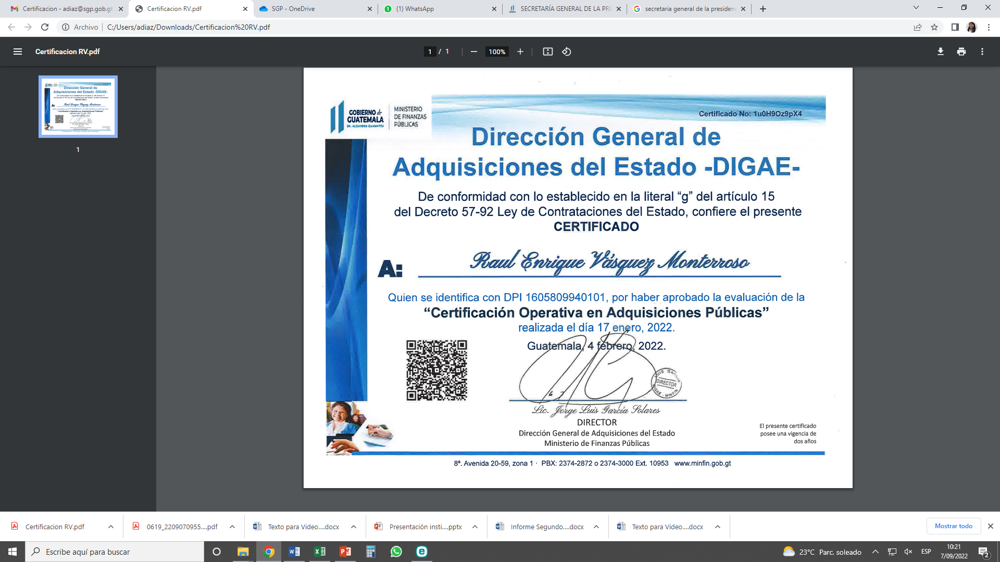 Certificacion - adiaz@sgp.gob.gt
Certificacion RV.pdf
SGP - OneDrive
(1) WhatsApp
SECRETARÍA GENERAL DE LA PRE
secretaria general de la presiden
Archivo
C:/Users/adiaz/Downloads/Certificacion%20RV.pdf
Certificacion RV.pdf
1 / 1
100%
1
GOBIERNO de
GUATEMALA
DR. ALEJANDRO GIAMMATTEI
MINISTERIO
DE FINANZAS
PÚBLICAS
Certificado No: 1u0H9Oz9pX4
Dirección General de
Adquisiciones del Estado -DIGAE-
De conformidad con lo establecido en la literal “g” del artículo 15
del Decreto 57-92 Ley de Contrataciones del Estado, confiere el presente
CERTIFICADO
A:
Raul Enrique Vásquez Monterroso
Quien se identifica con DPI 1605809940101, por haber aprobado la evaluación de la
“Certificación Operativa en Adquisiciones Públicas”
realizada el día 17 enero, 2022.
Guatemala, 4 febrero, 2022.
LUIS GARCIA
DIRECTOR
DIGAE - MINFIN
Lic. Jorge Luis García Solares
DIRECTOR
Dirección General de Adquisiciones del Estado
Ministerio de Finanzas Públicas
El presente certificado
posee una vigencia de
dos años
8ª. Avenida 20-59, zona 1 · PBX: 2374-2872 o 2374-3000 Ext. 10953 www.minfin.gob.gt
Certificacion RV.pdf
0619_2209070955....pdf
Texto para Video....docx
Presentación insti....pptx
Informe Segundo....docx
Texto para Video....docx
Mostrar todo
Escribe aquí para buscar
23°C Parc. soleado
ESP
10:21
7/09/2022
2